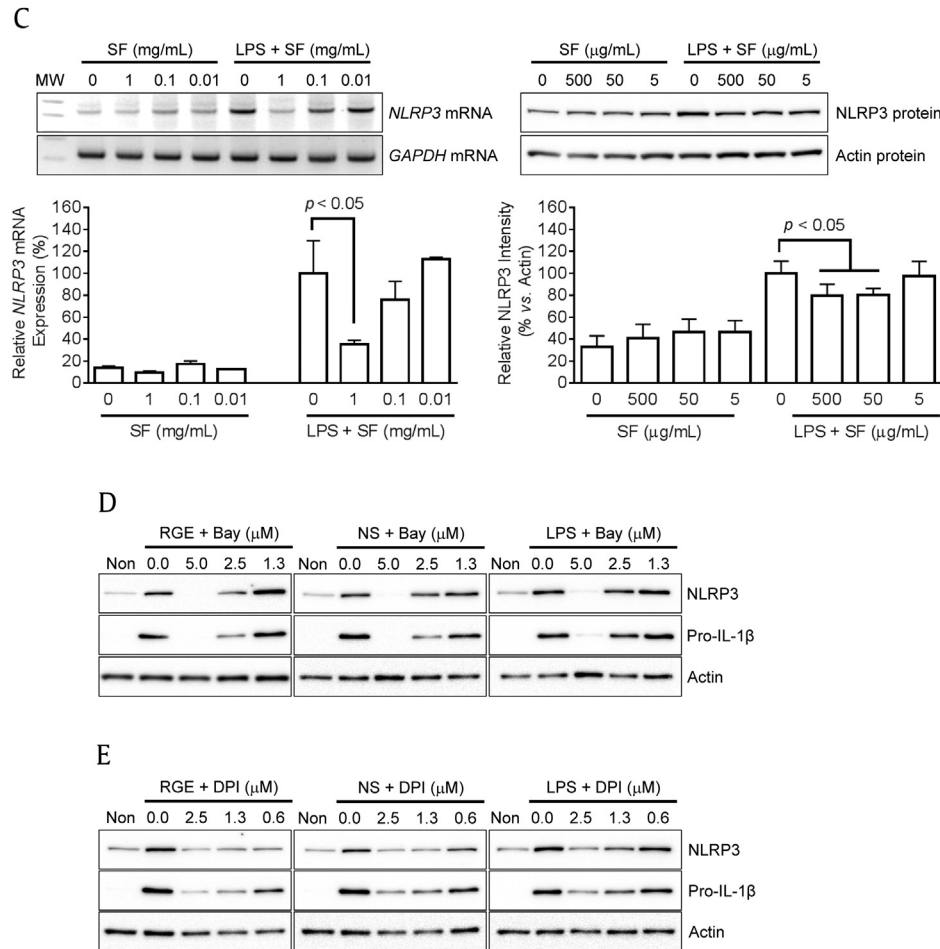 C
SF (mg/mL) LPS + SF (mg/mL)
MW 0 1 0.1 0.01 0 1 0.1 0.01
NLRP3 mRNA
GAPDH mRNA
160
140
120
100
80
60
40
20
0
Relative NLRP3 mRNA
Expression (%)
p < 0.05
0 1 0.1 0.01 0 1 0.1 0.01
SF (mg/mL) LPS + SF (mg/mL)
SF (μg/mL) LPS + SF (μg/mL)
0 500 50 5 0 500 50 5
NLRP3 protein
Actin protein
160
140
120
100
80
60
40
20
0
Relative NLRP3 Intensity
(% vs. Actin)
p < 0.05
0 500 50 5 0 500 50 5
SF (μg/mL) LPS + SF (μg/mL)
D
RGE + Bay (μM) NS + Bay (μM) LPS + Bay (μM)
Non 0.0 5.0 2.5 1.3 Non 0.0 5.0 2.5 1.3 Non 0.0 5.0 2.5 1.3
NLRP3
Pro-IL-1β
Actin
E
RGE + DPI (μM) NS + DPI (μM) LPS + DPI (μM)
Non 0.0 2.5 1.3 0.6 Non 0.0 2.5 1.3 0.6 Non 0.0 2.5 1.3 0.6
NLRP3
Pro-IL-1β
Actin